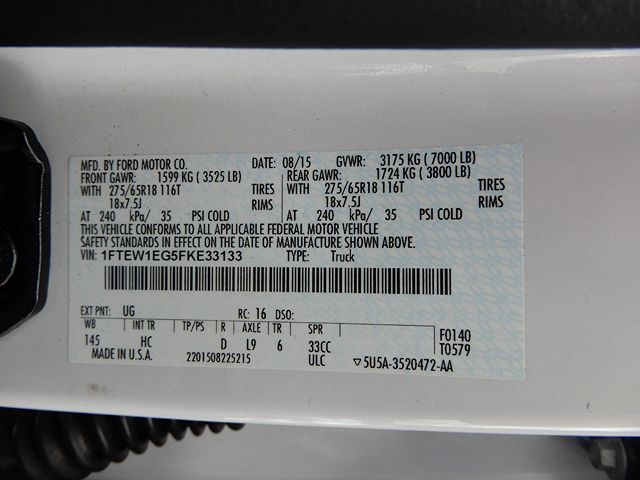 MFD. BY FORD MOTOR CO. DATE: 08/15 GVWR: 3175 KG ( 7000 LB)
FRONT GAWR: 1599 KG ( 3525 LB) REAR GAWR: 1724 KG ( 3800 LB)
WITH 275/65R18 116T TIRES WITH 275/65R18 116T TIRES
18x7.5J RIMS 18x7.5J RIMS
AT 240 kPa/ 35 PSI COLD AT 240 kPa/ 35 PSI COLD
THIS VEHICLE CONFORMS TO ALL APPLICABLE FEDERAL MOTOR VEHICLE
SAFETY STANDARDS IN EFFECT ON THE DATE OF MANUFACTURE SHOWN ABOVE.
VIN: 1FTEW1EG5FKE33133 TYPE: Truck
EXT PNT: UG RC: 16 DSO:
WB INT TR TP/PS R AXLE TR SPR F0140
145 HC D L9 6 33CC T0579
MADE IN U.S.A. 2201508225215 ULC ▽5U5A-3520472-AA